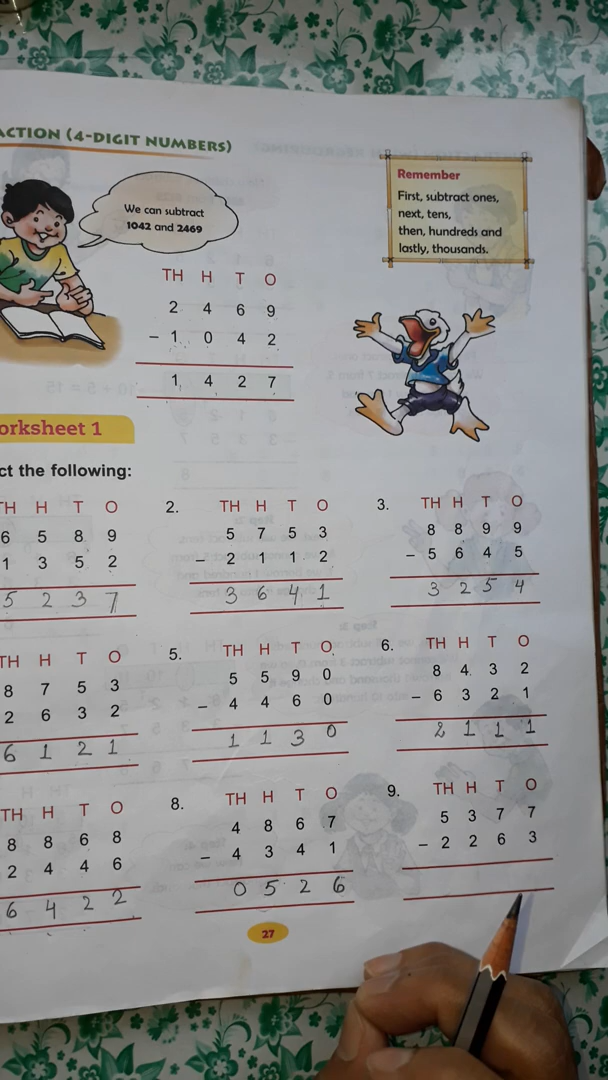 ACTION (4-DIGIT NUMBERS)
We can subtract
1042 and 2469
Remember
First, subtract ones,
next, tens,
then, hundreds and
lastly, thousands.
TH H T O
2 4 6 9
- 1 0 4 2
1 4 2 7
orksheet 1
ct the following:
TH H T O
6 5 8 9
1 3 5 2
5 2 3 7
2. TH H T O
5 7 5 3
- 2 1 1 2
3 6 4 1
3. TH H T O
8 8 9 9
- 5 6 4 5
3 2 5 4
TH H T O
8 7 5 3
2 6 3 2
6 1 2 1
5. TH H T O
5 5 9 0
- 4 4 6 0
1 1 3 0
6. TH H T O
8 4 3 2
- 6 3 2 1
2 1 1 1
TH H T O
8 8 6 8
2 4 4 6
6 4 2 2
8. TH H T O
4 8 6 7
- 4 3 4 1
0 5 2 6
9. TH H T O
5 3 7 7
- 2 2 6 3
27